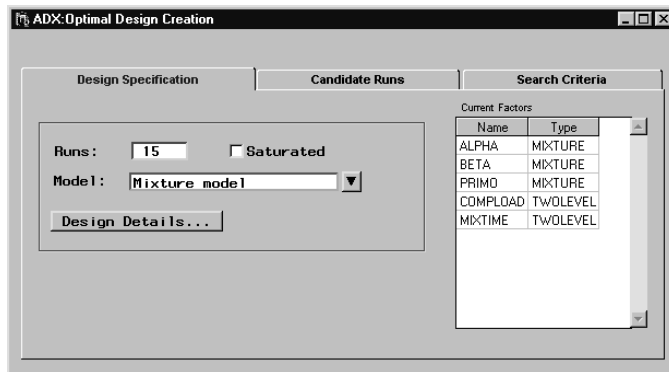 ADX:Optimal Design Creation
Design Specification
Candidate Runs
Search Criteria
Runs: 15 Saturated
Model: Mixture model
Design Details...
Current Factors
Name Type
ALPHA MIXTURE
BETA MIXTURE
PRIMO MIXTURE
COMPLOAD TWOLEVEL
MIXTIME TWOLEVEL